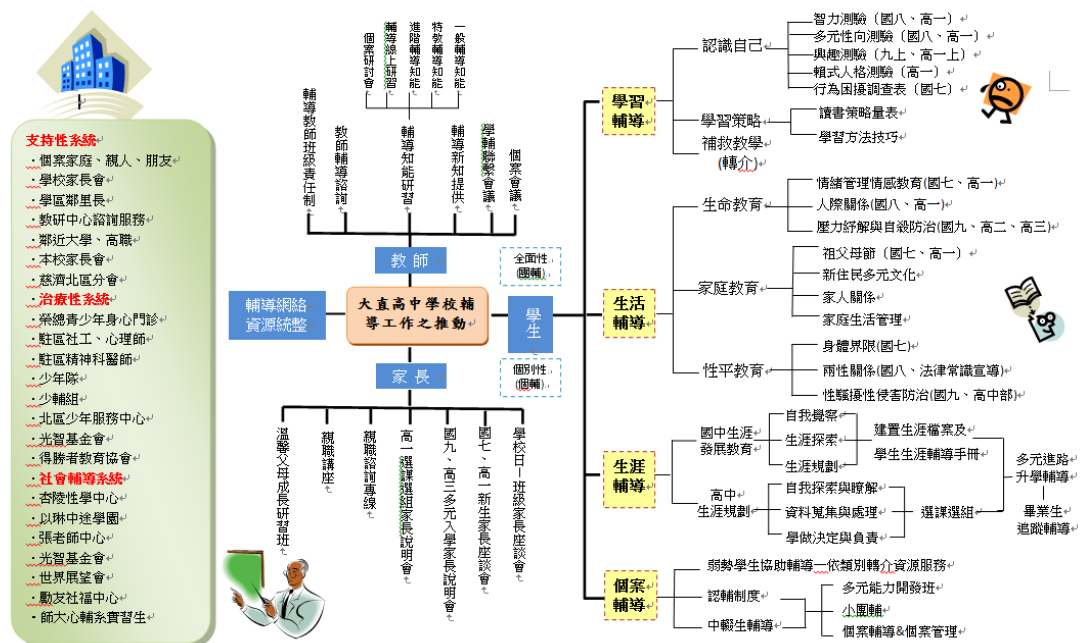 支持性系統
・個案家庭、親人、朋友
・學校家長會
・學區鄰里長
・教研中心諮詢服務
・鄰近大學、高職
・本校家長會
・慈濟北區分會
・治療性系統
・榮總青少年身心門診
・駐區社工、心理師
・駐區精神科醫師
・少年隊
・少輔組
・北區少年服務中心
・光智基金會
・得勝者教育協會
・社會輔導系統
・杏陵性學中心
・以琳中途學園
・張老師中心
・光智基金會
・世界展望會
・勵友社福中心
・師大心輔系實習生
個案研討會
輔導線上研習
進階輔導知能
特教輔導知能
一般輔導知能
輔導教師班級責任制
教師輔導諮詢
輔導知能研習
輔導新知提供
學輔聯繫會議
個案會議
教師
輔導網絡
資源統整
大直高中學校輔
導工作之推動
學生
全面性
(團輔)
個別性
(個輔)
家長
溫馨父母成長研習班
親職講座
親職諮詢專線
高一選課選組家長說明會
國九、高三多元入學家長說明會
國七、高一新生家長座談會
學校日－班級家長座談會
學習
輔導
認識自己
智力測驗〔國八、高一〕
多元性向測驗〔國八、高一〕
興趣測驗〔九上、高一上〕
賴式人格測驗〔高一〕
行為困擾調查表〔國七〕
學習策略
讀書策略量表
學習方法技巧
補救教學
(轉介)
生活
輔導
生命教育
情緒管理情感教育(國七、高一)
人際關係(國八、高一)
壓力紓解與自殺防治(國九、高二、高三)
家庭教育
祖父母節〔國七、高一〕
新住民多元文化
家人關係
家庭生活管理
性平教育
身體界限(國七)
兩性關係(國八、法律常識宣導)
性騷擾性侵害防治(國九、高中部)
生涯
輔導
國中生涯
發展教育
自我覺察
生涯探索
生涯規劃
建置生涯檔案及
學生生涯輔導手冊
高中
生涯規劃
自我探索與瞭解
資料蒐集與處理
學做決定與負責
選課選組
多元進路
升學輔導
畢業生
追蹤輔導
個案
輔導
弱勢學生協助輔導—依類別轉介資源服務
認輔制度
中輟生輔導
多元能力開發班
小團輔
個案輔導&個案管理